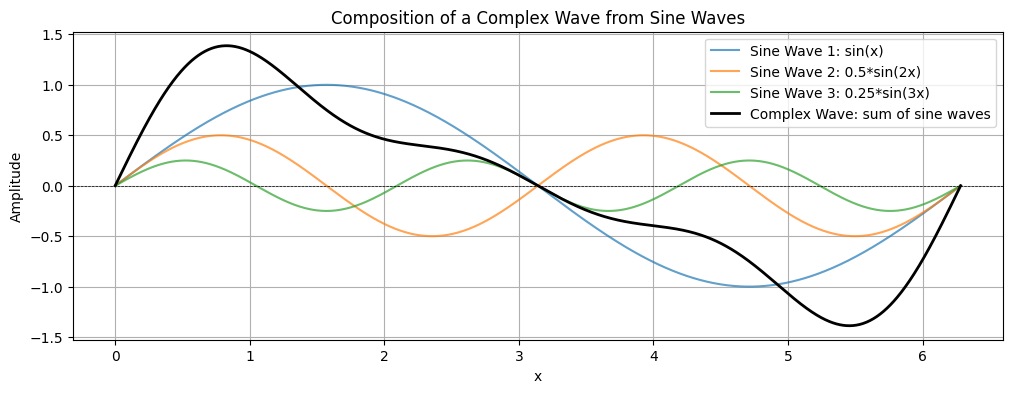 Composition of a Complex Wave from Sine Waves
Sine Wave 1: sin(x)
Sine Wave 2: 0.5*sin(2x)
Sine Wave 3: 0.25*sin(3x)
Complex Wave: sum of sine waves
Amplitude
1.5
1.0
0.5
0.0
−0.5
−1.0
−1.5
0 1 2 3 4 5 6
x